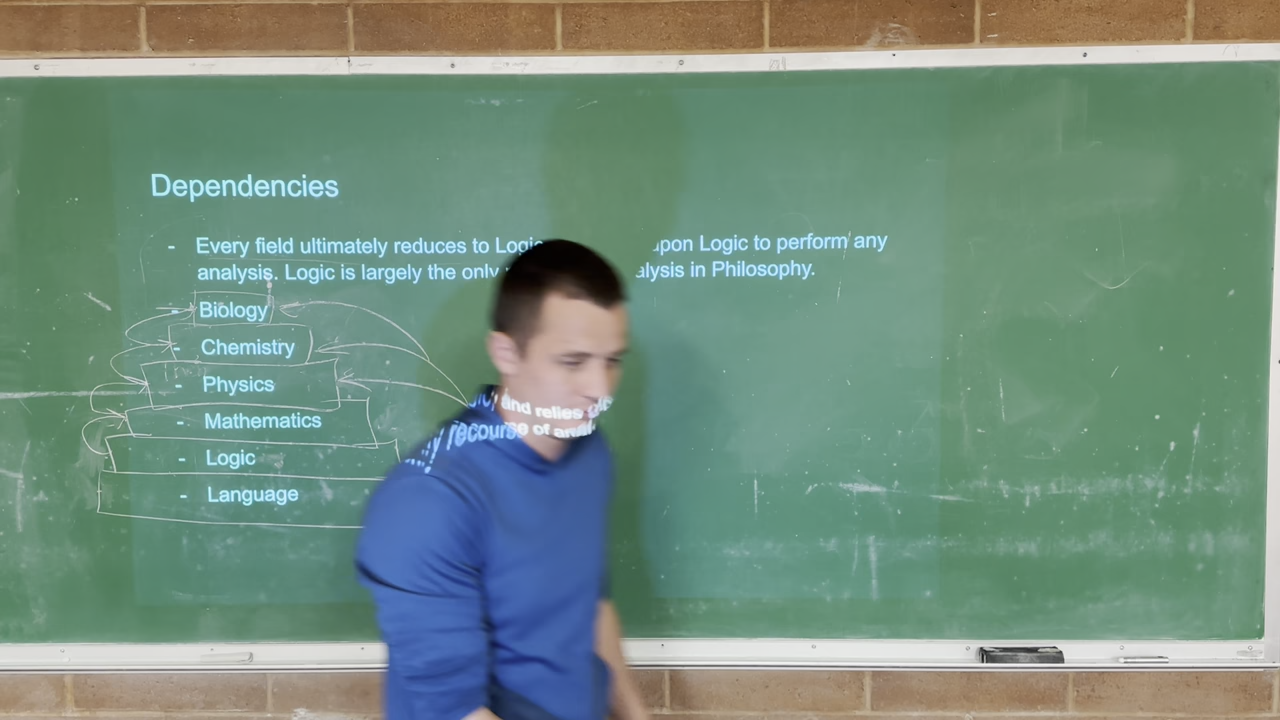 Dependencies
- Every field ultimately reduces to Logic, and relies upon Logic to perform any
analysis. Logic is largely the only recourse of analysis in Philosophy.
- Biology
- Chemistry
- Physics
- Mathematics
- Logic
- Language